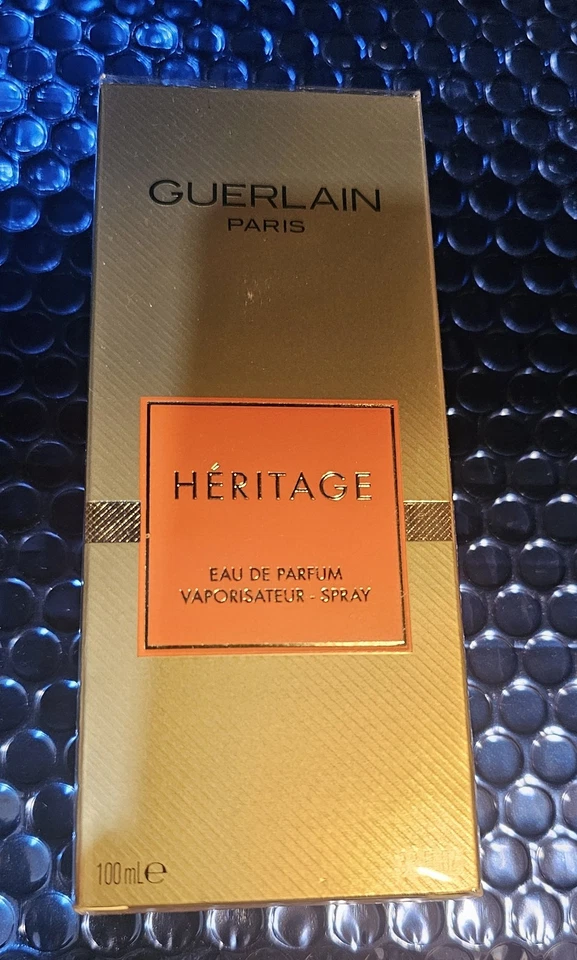 GUERLAIN
PARIS
HÉRITAGE
EAU DE PARFUM
VAPORISATEUR - SPRAY
100 mL ℮